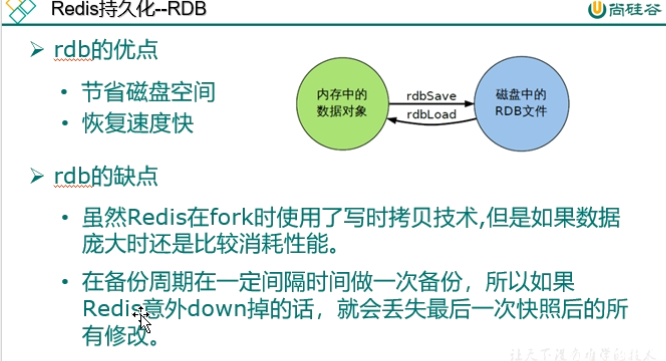 Redis持久化--RDB
尚硅谷
rdb的优点
节省磁盘空间
恢复速度快
内存中的
数据对象
rdbSave
rdbLoad
磁盘中的
RDB文件
rdb的缺点
虽然Redis在fork时使用了写时拷贝技术,但是如果数据
庞大时还是比较消耗性能。
在备份周期在一定间隔时间做一次备份，所以如果
Redis意外down掉的话，就会丢失最后一次快照后的所
有修改。
让天下没有难学的技术